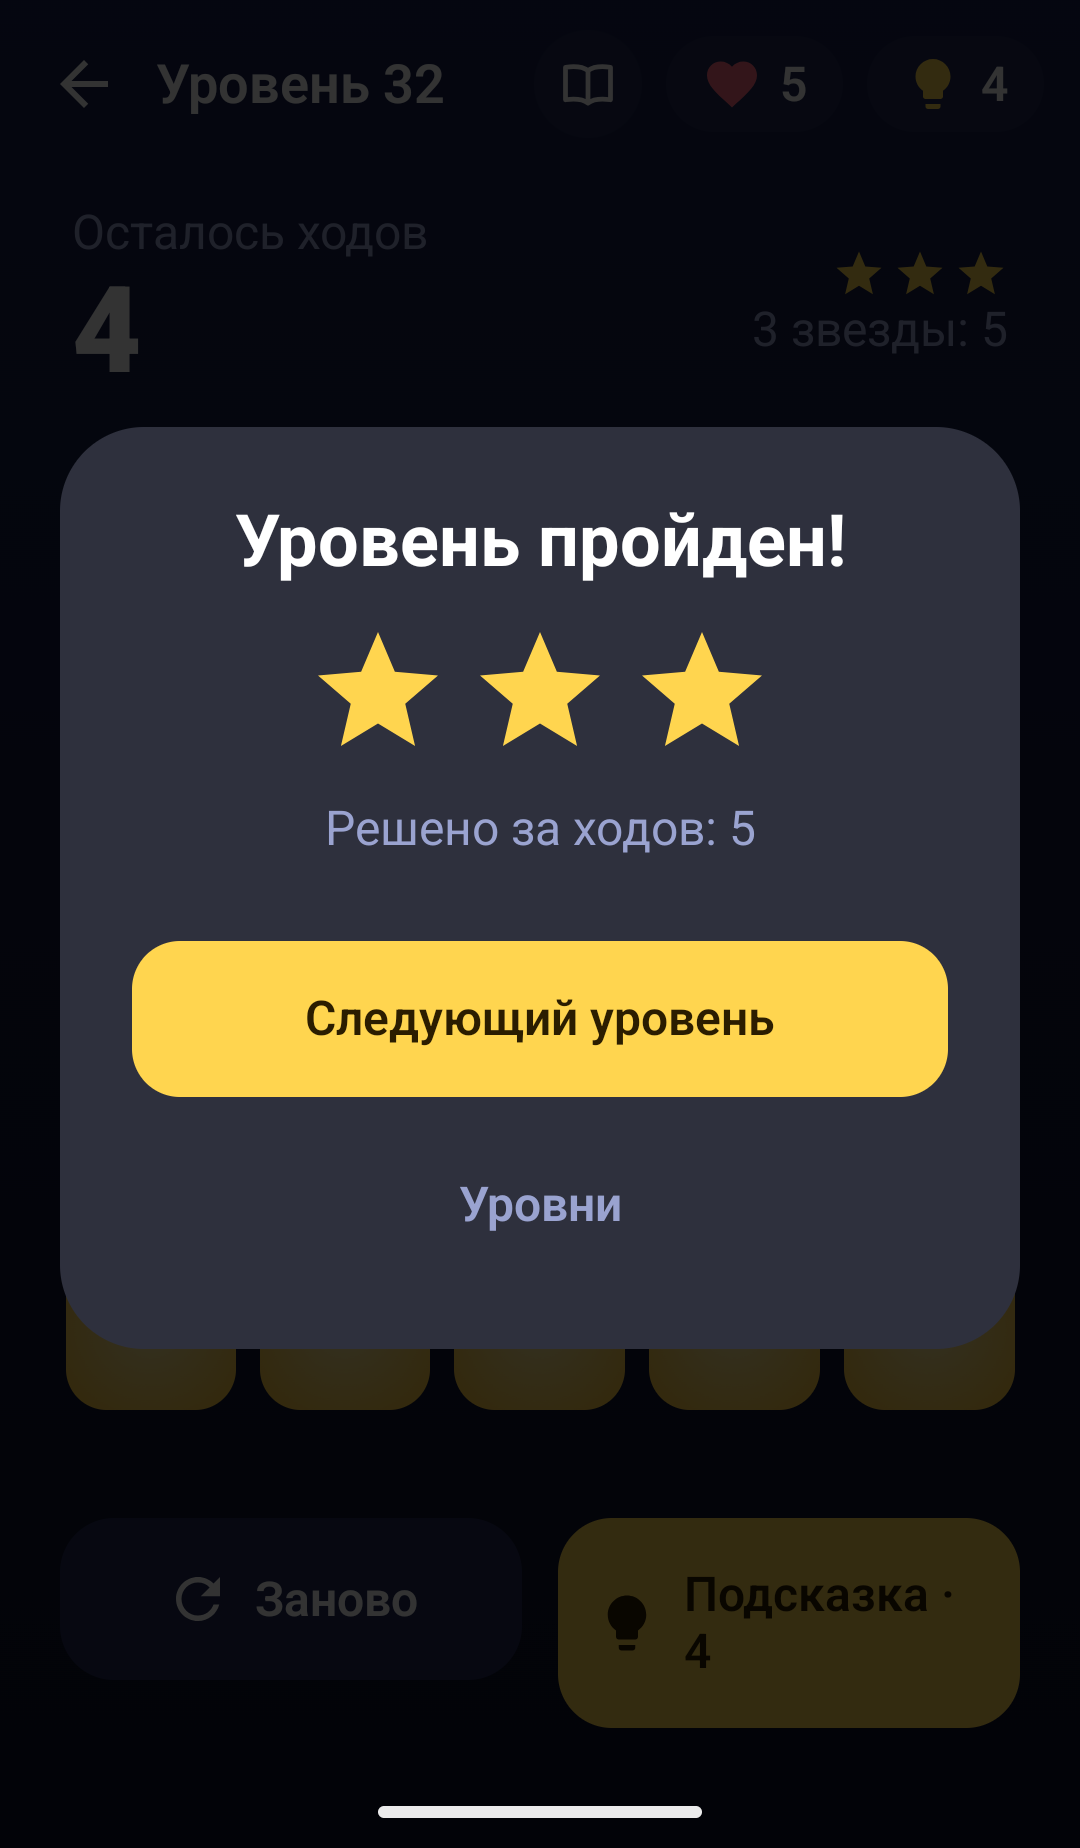 Уровень 32
5
4
Осталось ходов
4
3 звезды: 5
Уровень пройден!
Решено за ходов: 5
Следующий уровень
Уровни
Заново
Подсказка ·
4